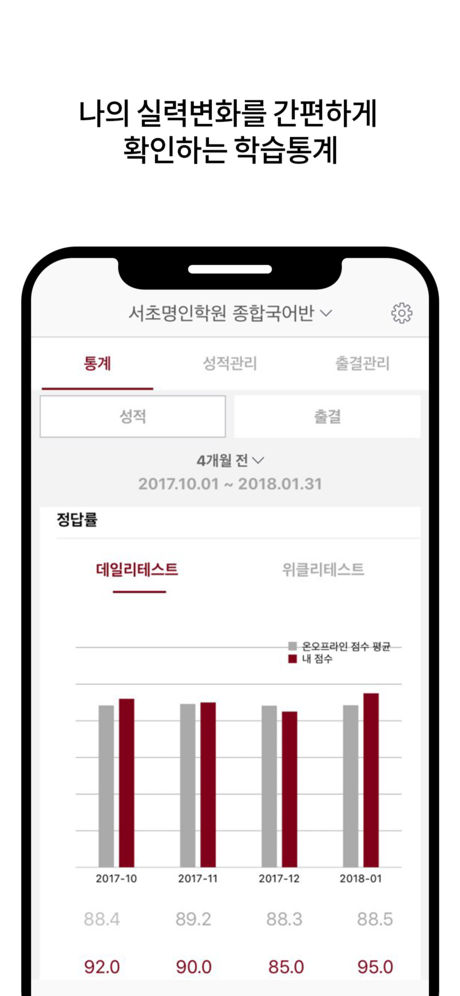 나의 실력변화를 간편하게
확인하는 학습통계
서초명인학원 종합국어반
통계 성적관리 출결관리
성적 출결
4개월 전
2017.10.01 ~ 2018.01.31
정답률
데일리테스트 위클리테스트
온오프라인 점수 평균
내 점수
2017-10 2017-11 2017-12 2018-01
88.4 89.2 88.3 88.5
92.0 90.0 85.0 95.0